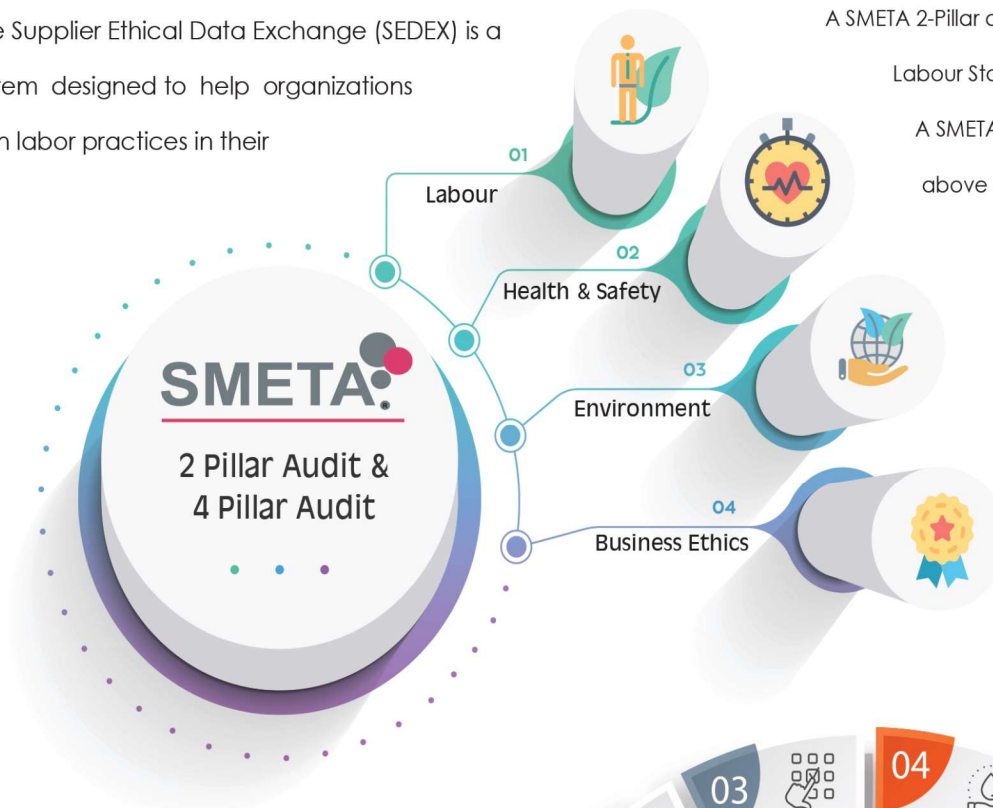 Supplier Ethical Data Exchange (SEDEX) is a
designed to help organizations
labor practices in their
A SMETA 2-Pillar
Labour
A SMETA
above
01
Labour
02
Health & Safety
03
Environment
04
Business Ethics
SMETA
2 Pillar Audit &
4 Pillar Audit
03
04